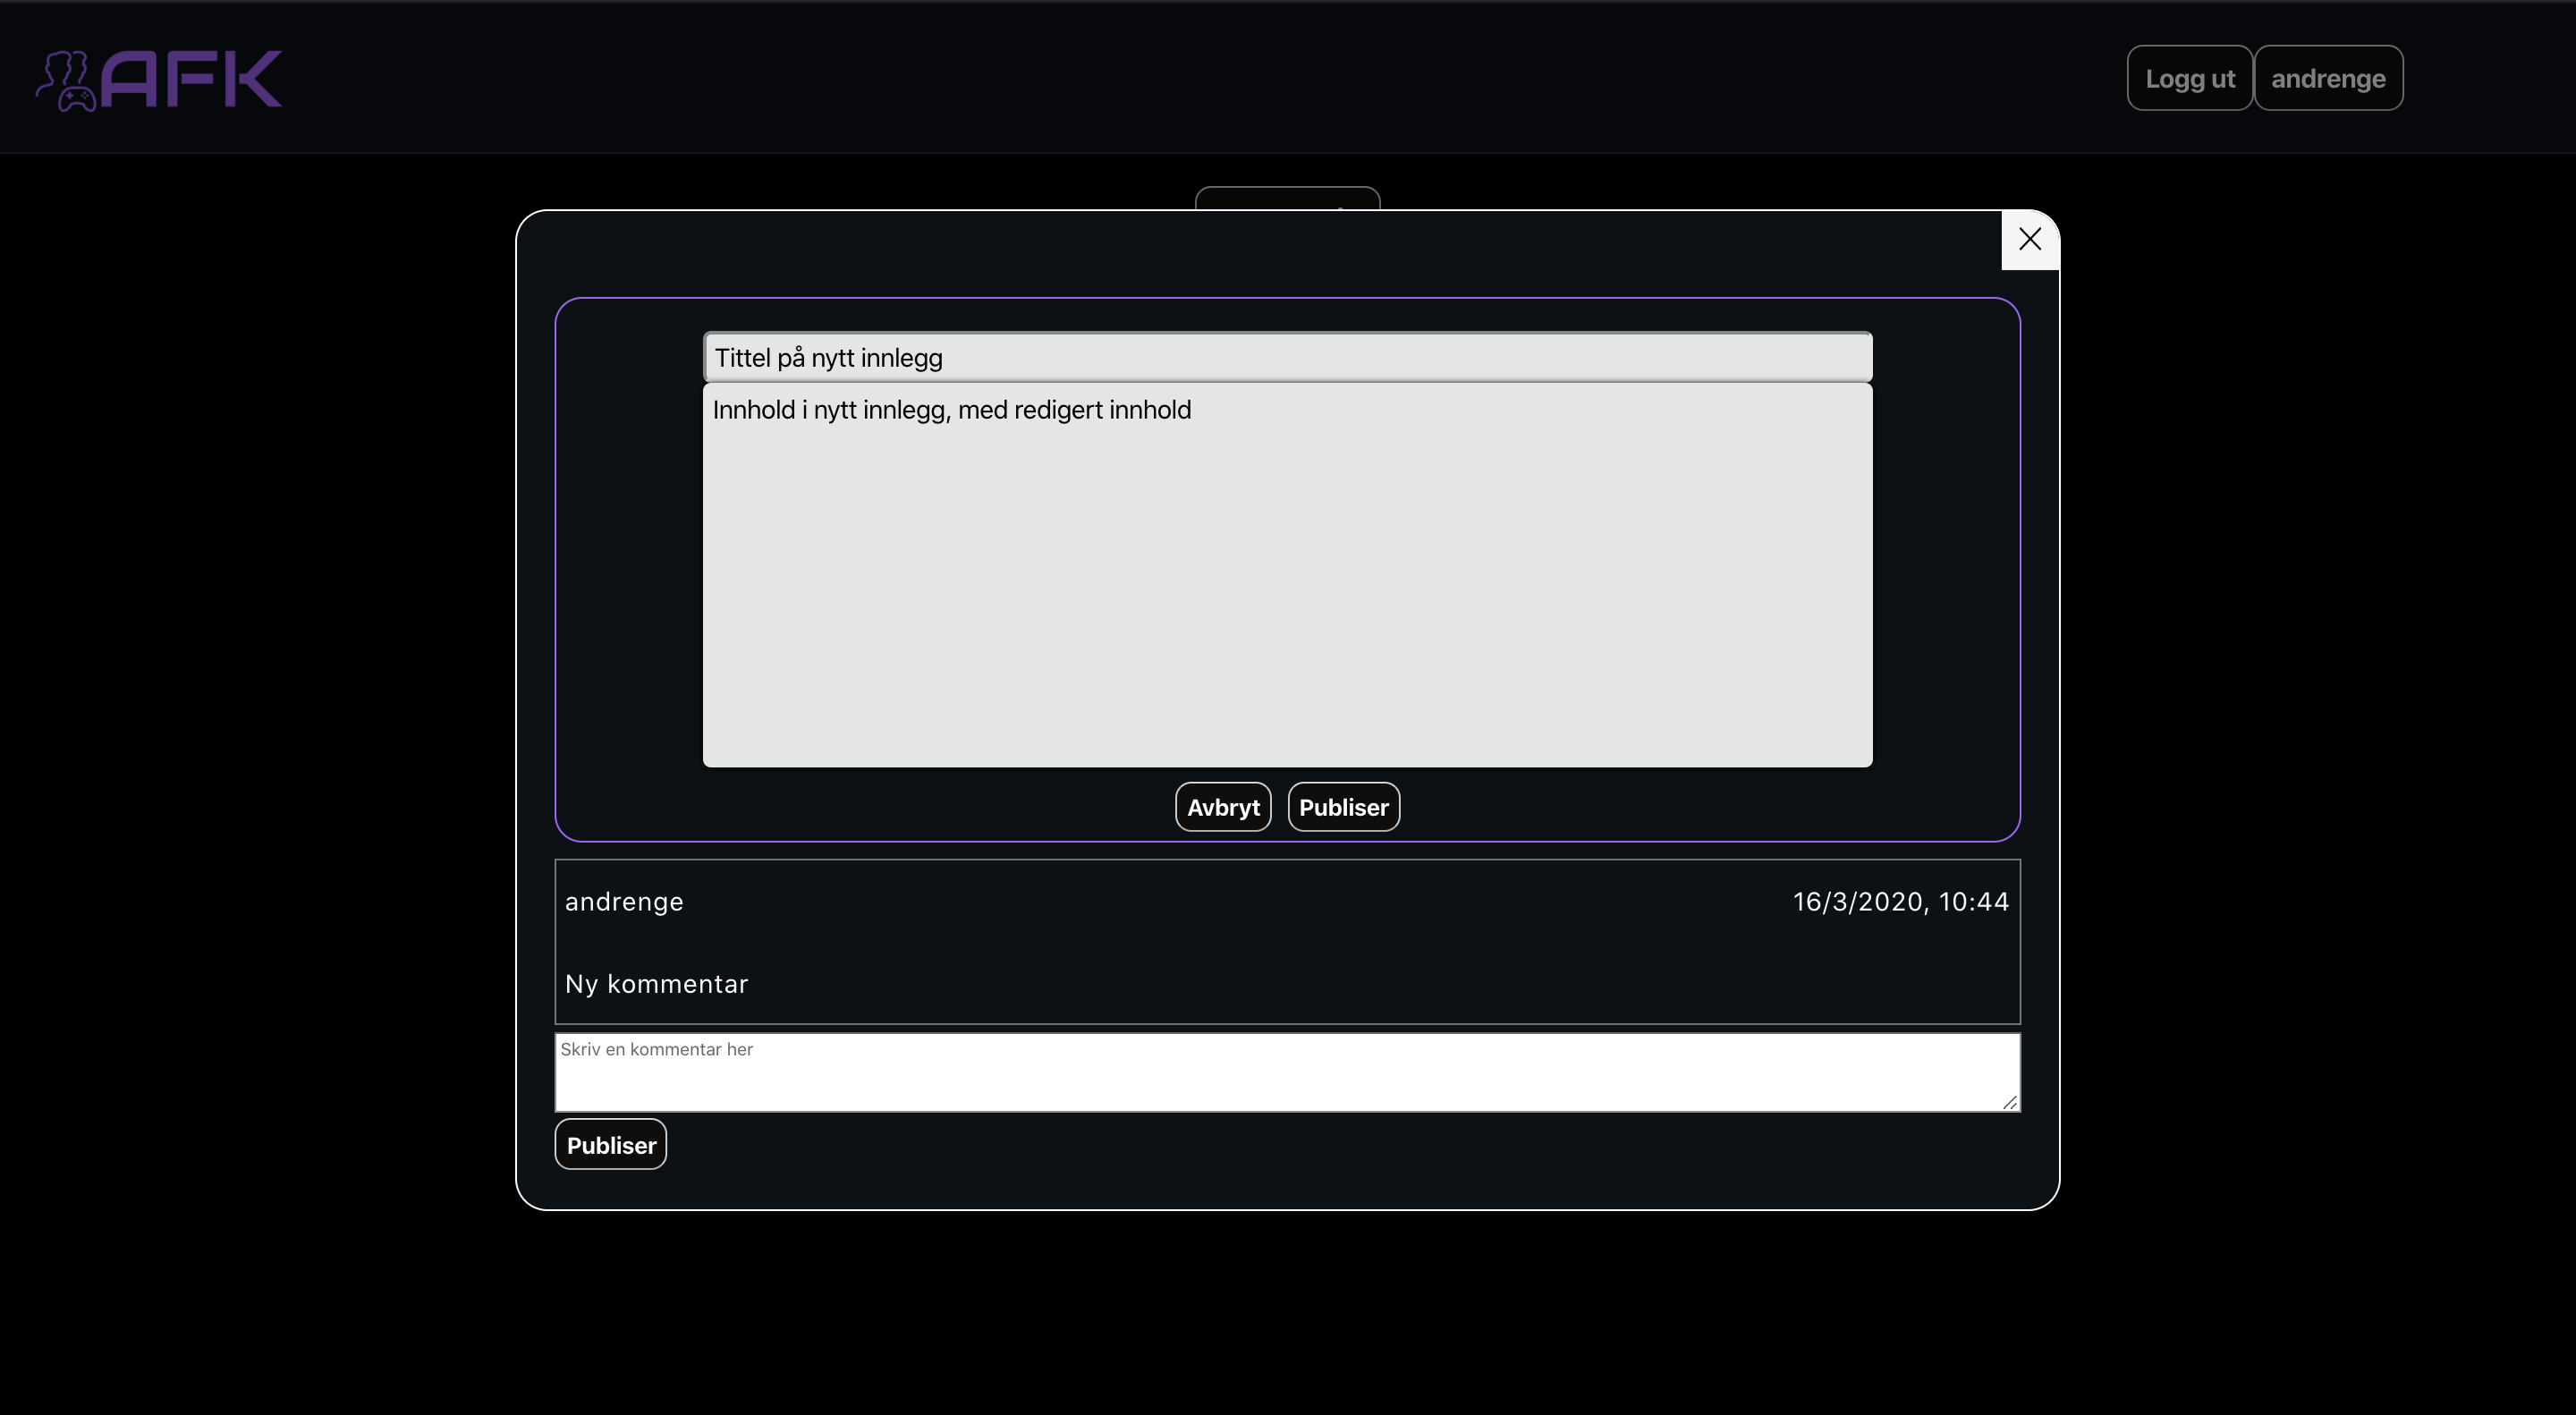 AFK
Logg ut
andrenge
Tittel på nytt innlegg
Innhold i nytt innlegg, med redigert innhold
Avbryt
Publiser
andrenge
16/3/2020, 10:44
Ny kommentar
Skriv en kommentar her
Publiser